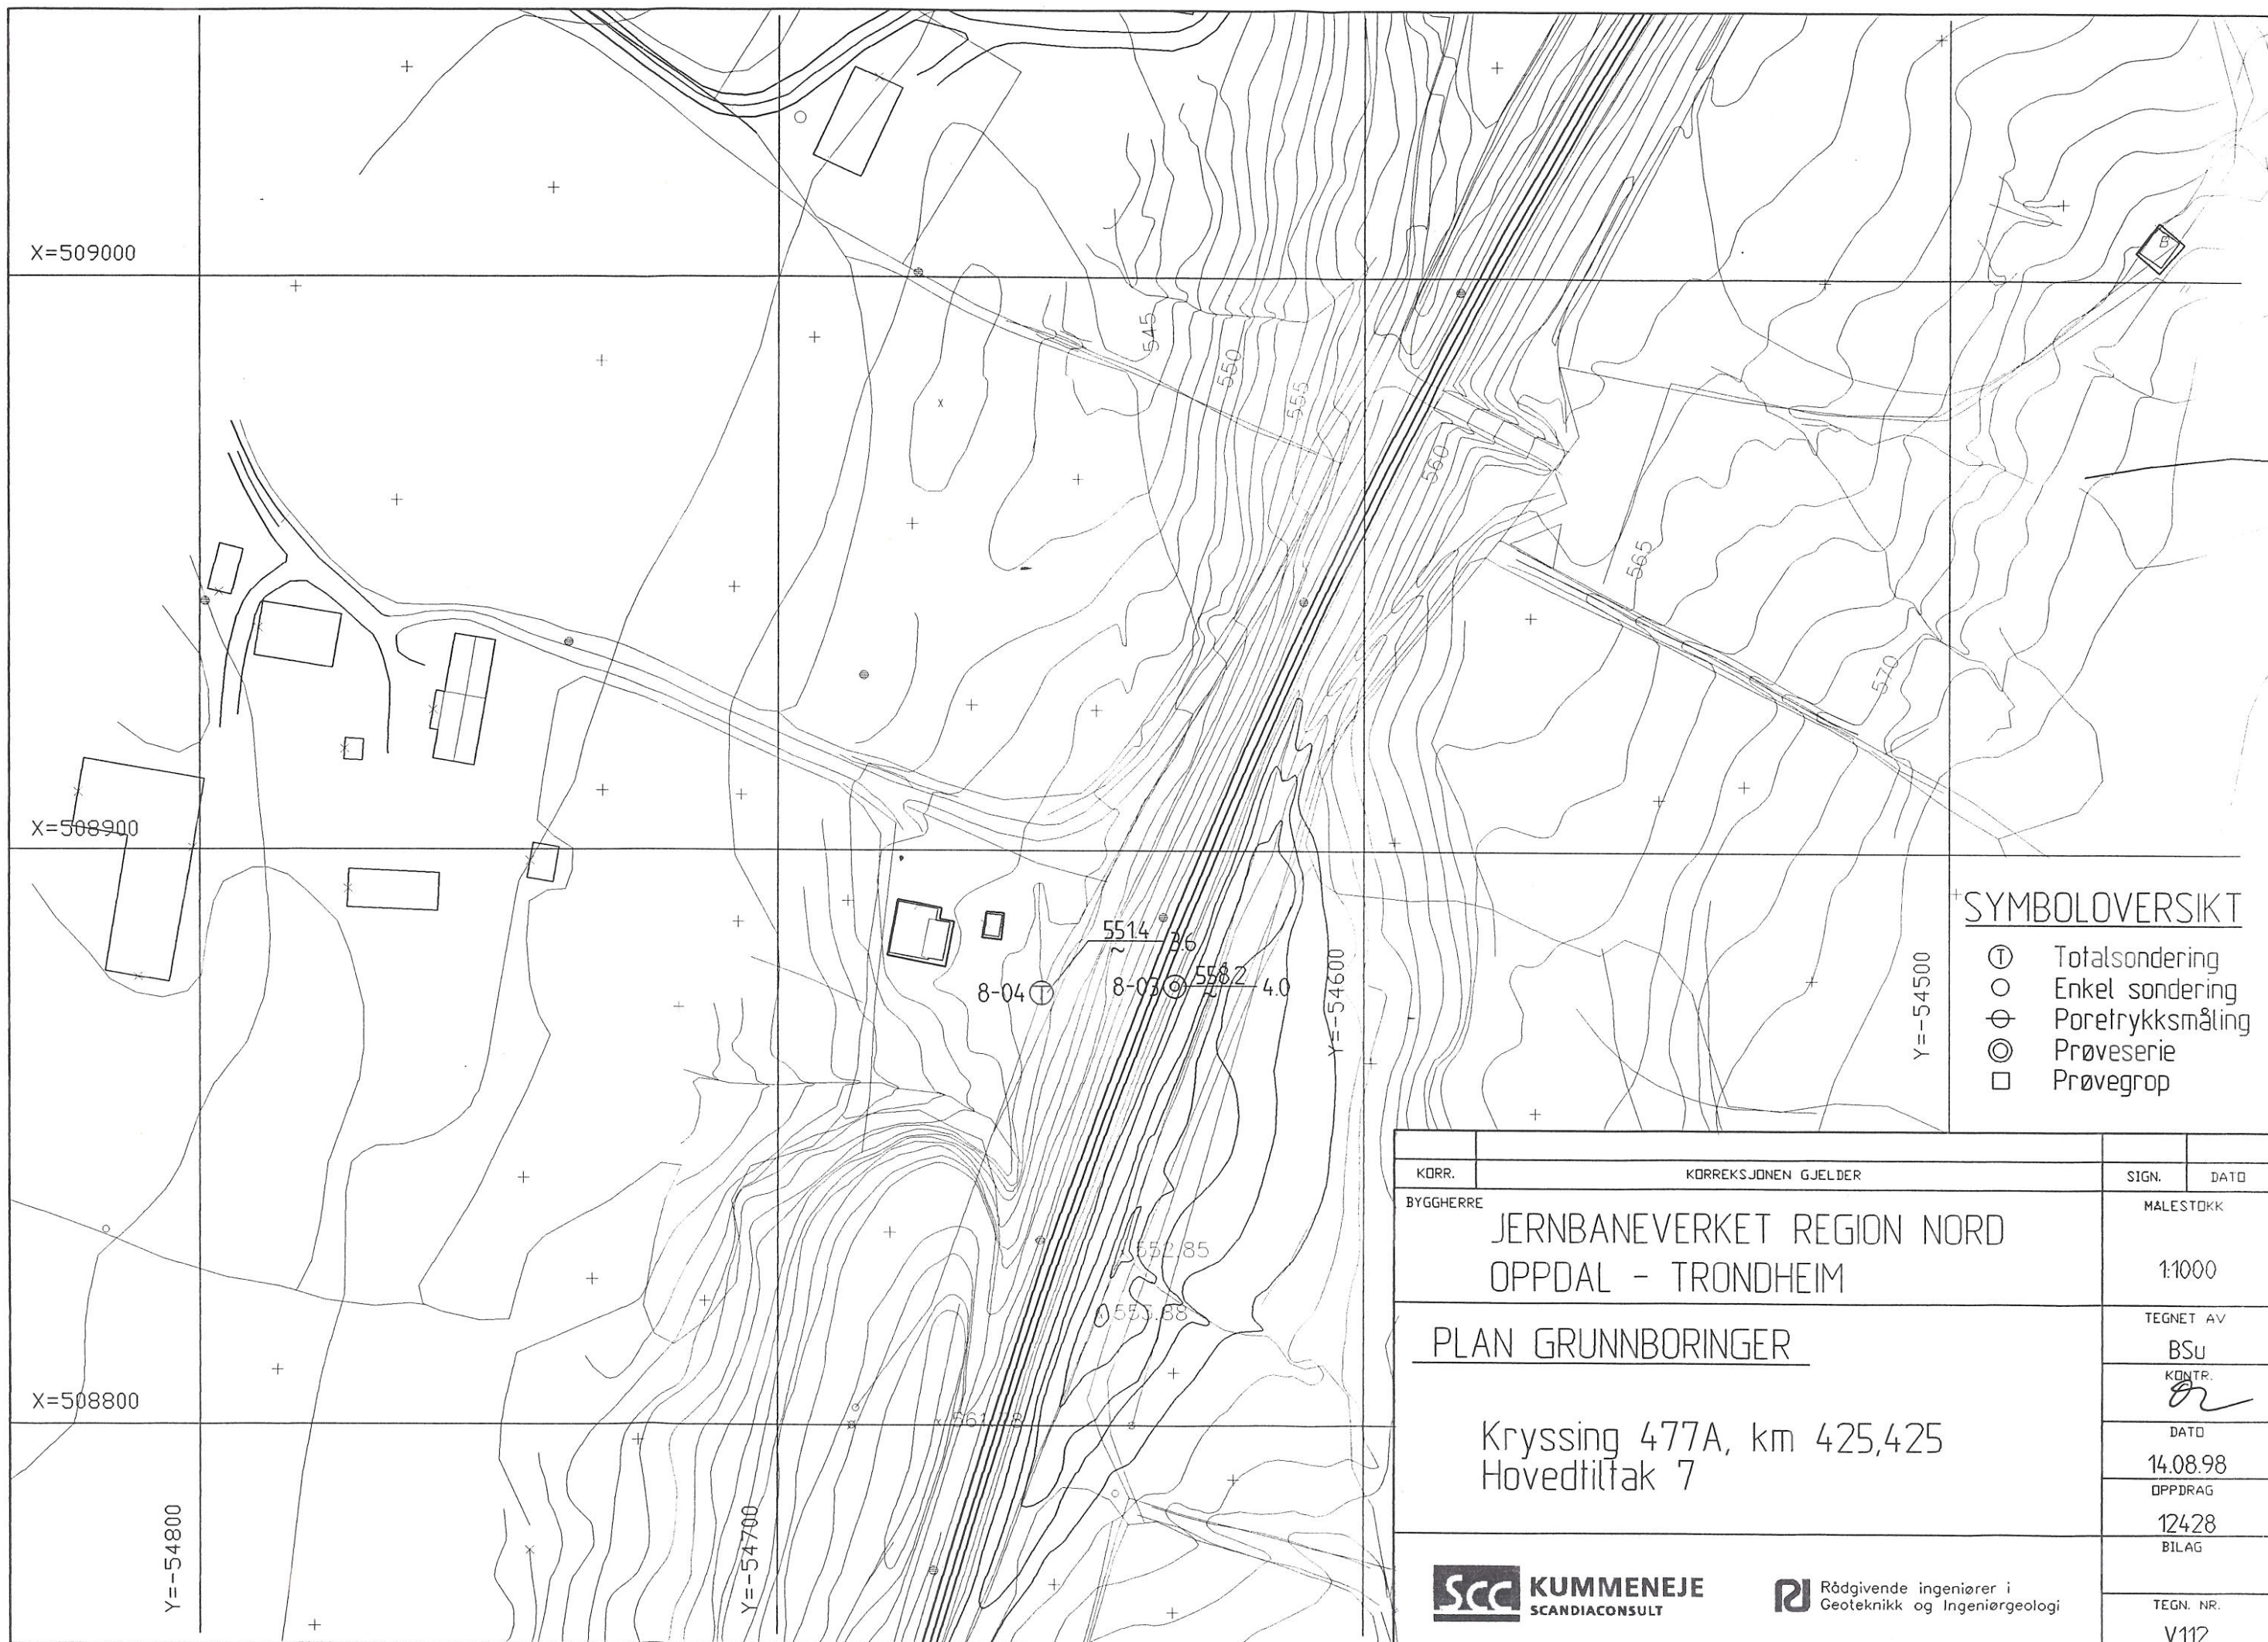 X=509000
545
550
555
560
565
570
X=508900
551.4
3.6
8-04
T
8-03
558.2
4.0
Y=-54600
Y=-54500
SYMBOLOVERSIKT
T Totalsondering
Enkel sondering
Poretrykksmåling
Prøveserie
Prøvegrop
552.85
X=508800
Y=-54800
Y=-54700
KORR. KORREKSJONEN GJELDER SIGN. DATO
BYGGHERRE
JERNBANEVERKET REGION NORD
OPPDAL - TRONDHEIM
MÅLESTOKK
1:1000
PLAN GRUNNBORINGER
TEGNET AV
BSu
KONTR.
Kryssing 477A, km 425,425
Hovedtiltak 7
DATO
14.08.98
OPPDRAG
12428
BILAG
SCC KUMMENEJE
SCANDIACONSULT
Rådgivende ingeniører i
Geoteknikk og Ingeniørgeologi
TEGN. NR.
V112